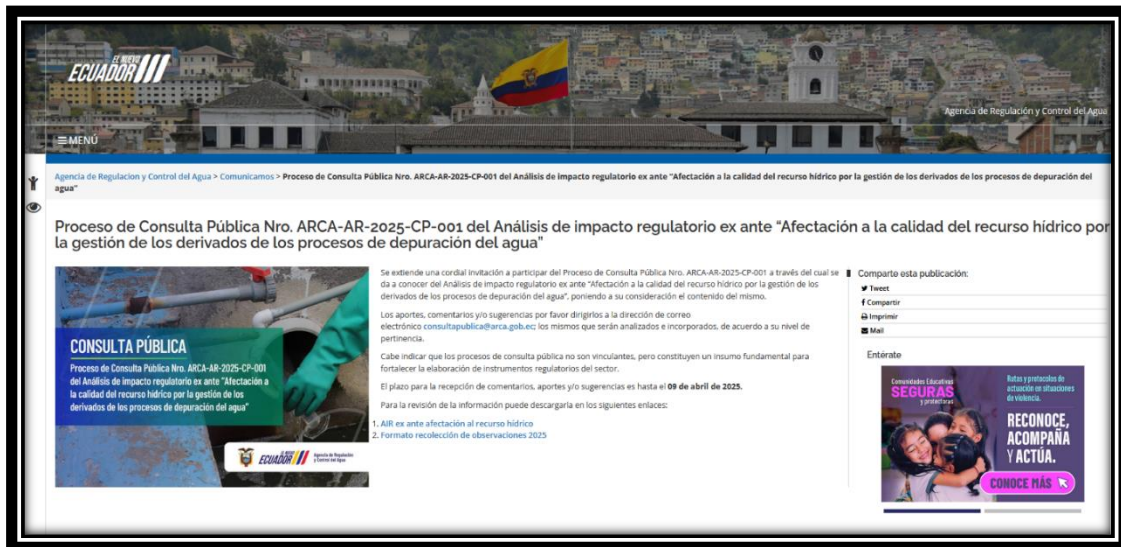 EL NUEVO
ECUADOR
Agencia de Regulación y Control del Agua
MENÚ
Agencia de Regulacion y Control del Agua > Comunicamos > Proceso de Consulta Pública Nro. ARCA-AR-2025-CP-001 del Análisis de impacto regulatorio ex ante "Afectación a la calidad del recurso hídrico por la gestión de los derivados de los procesos de depuración del
agua"
Proceso de Consulta Pública Nro. ARCA-AR-2025-CP-001 del Análisis de impacto regulatorio ex ante “Afectación a la calidad del recurso hídrico por
la gestión de los derivados de los procesos de depuración del agua”
CONSULTA PÚBLICA
Proceso de Consulta Pública Nro. ARCA-AR-2025-CP-001
del Análisis de impacto regulatorio ex ante "Afectación a
la calidad del recurso hídrico por la gestión de los
derivados de los procesos de depuración del agua"
ECUADOR
Agencia de Regulación
y Control del Agua
Se extiende una cordial invitación a participar del Proceso de Consulta Pública Nro. ARCA-AR-2025-CP-001 a través del cual se
da a conocer del Análisis de impacto regulatorio ex ante “Afectación a la calidad del recurso hídrico por la gestión de los
derivados de los procesos de depuración del agua”, poniendo a su consideración el contenido del mismo.
Los aportes, comentarios y/o sugerencias por favor dirigirlos a la dirección de correo
electrónico consultapublica@arca.gob.ec; los mismos que serán analizados e incorporados, de acuerdo a su nivel de
pertinencia.
Cabe indicar que los procesos de consulta pública no son vinculantes, pero constituyen un insumo fundamental para
fortalecer la elaboración de instrumentos regulatorios del sector.
El plazo para la recepción de comentarios, aportes y/o sugerencias es hasta el 09 de abril de 2025.
Para la revisión de la información puede descargarla en los siguientes enlaces:
1. AIR ex ante afectación al recurso hídrico
2. Formato recolección de observaciones 2025
Comparte esta publicación:
Tweet
Compartir
Imprimir
Mail
Entérate
Comunidades Educativas
SEGURAS
y protectoras
Rutas y protocolos de
actuación en situaciones
de violencia.
RECONOCE,
ACOMPAÑA
Y ACTÚA.
CONOCE MÁS